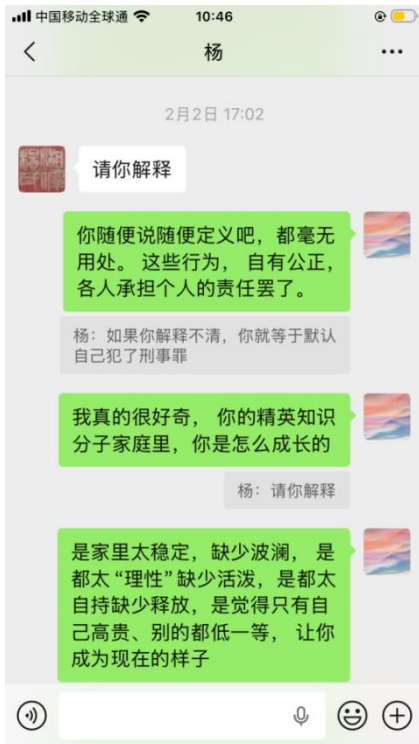 中国移动全球通
10:46
杨
2月2日 17:02
请你解释
你随便说随便定义吧，都毫无
用处。 这些行为， 自有公正，
各人承担个人的责任罢了。
杨：如果你解释不清，你就等于默认
自己犯了刑事罪
我真的很好奇， 你的精英知识
分子家庭里，你是怎么成长的
杨：请你解释
是家里太稳定，缺少波澜， 是
都太 “理性” 缺少活泼，是都太
自持缺少释放，是觉得只有自
己高贵、别的都低一等， 让你
成为现在的样子